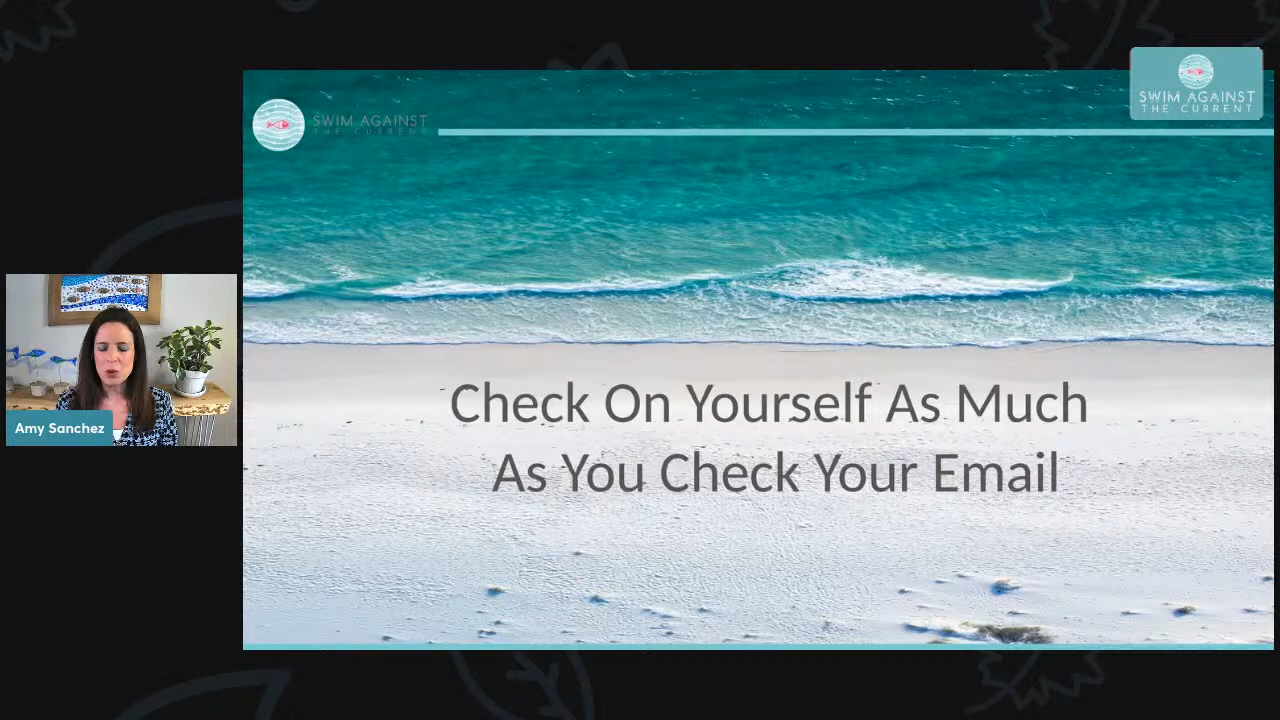 SWIM AGAINST
THE CURRENT
SWIM AGAINST
THE CURRENT
Check On Yourself As Much
As You Check Your Email
Amy Sanchez